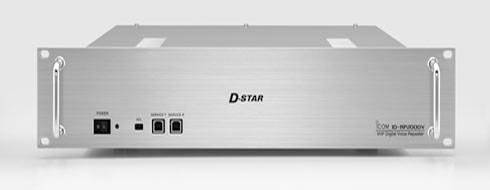 D-STAR
POWER
SERVICE 1 SERVICE 2
ICOM ID-RP2000V
VHF Digital Voice Repeater